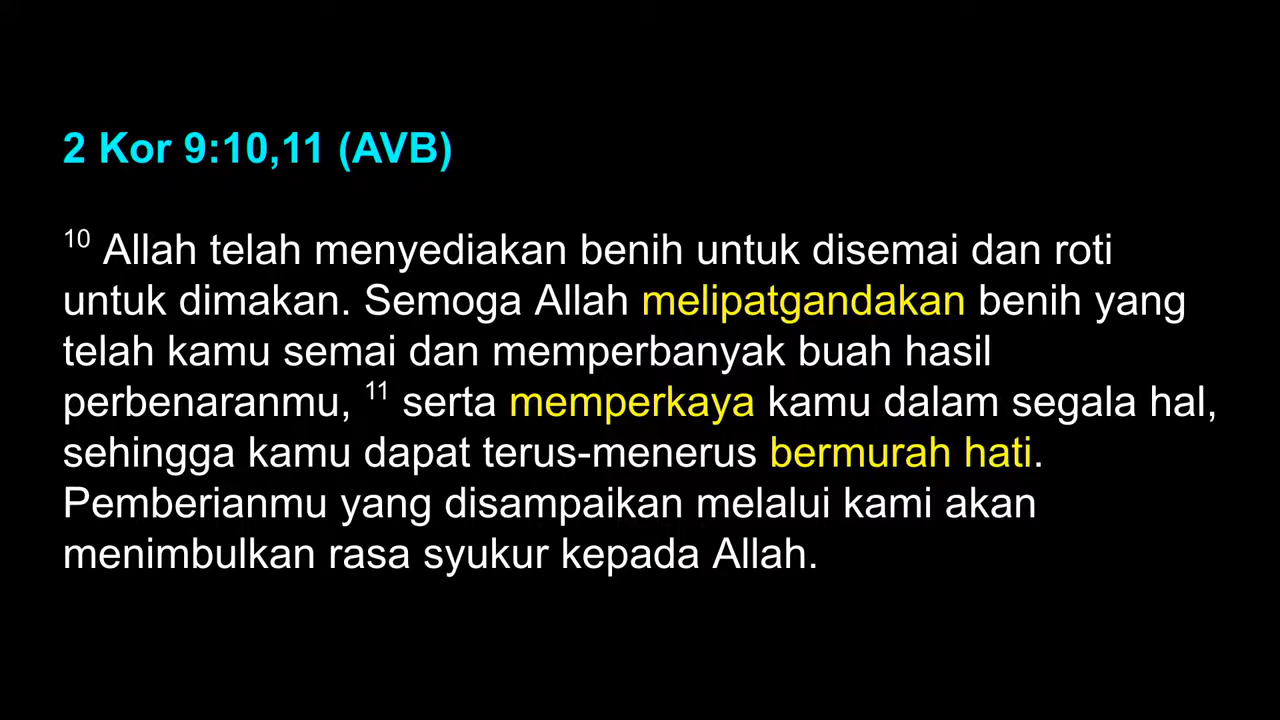 2 Kor 9:10,11 (AVB)
10 Allah telah menyediakan benih untuk disemai dan roti
untuk dimakan. Semoga Allah melipatgandakan benih yang
telah kamu semai dan memperbanyak buah hasil
perbenaranmu, 11 serta memperkaya kamu dalam segala hal,
sehingga kamu dapat terus-menerus bermurah hati.
Pemberianmu yang disampaikan melalui kami akan
menimbulkan rasa syukur kepada Allah.